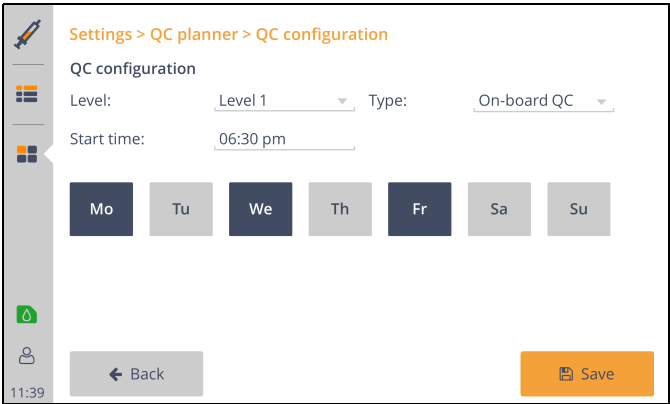 Settings > QC planner > QC configuration
QC configuration
Level: Level 1 Type: On-board QC
Start time: 06:30 pm
Mo Tu We Th Fr Sa Su
Back Save
11:39